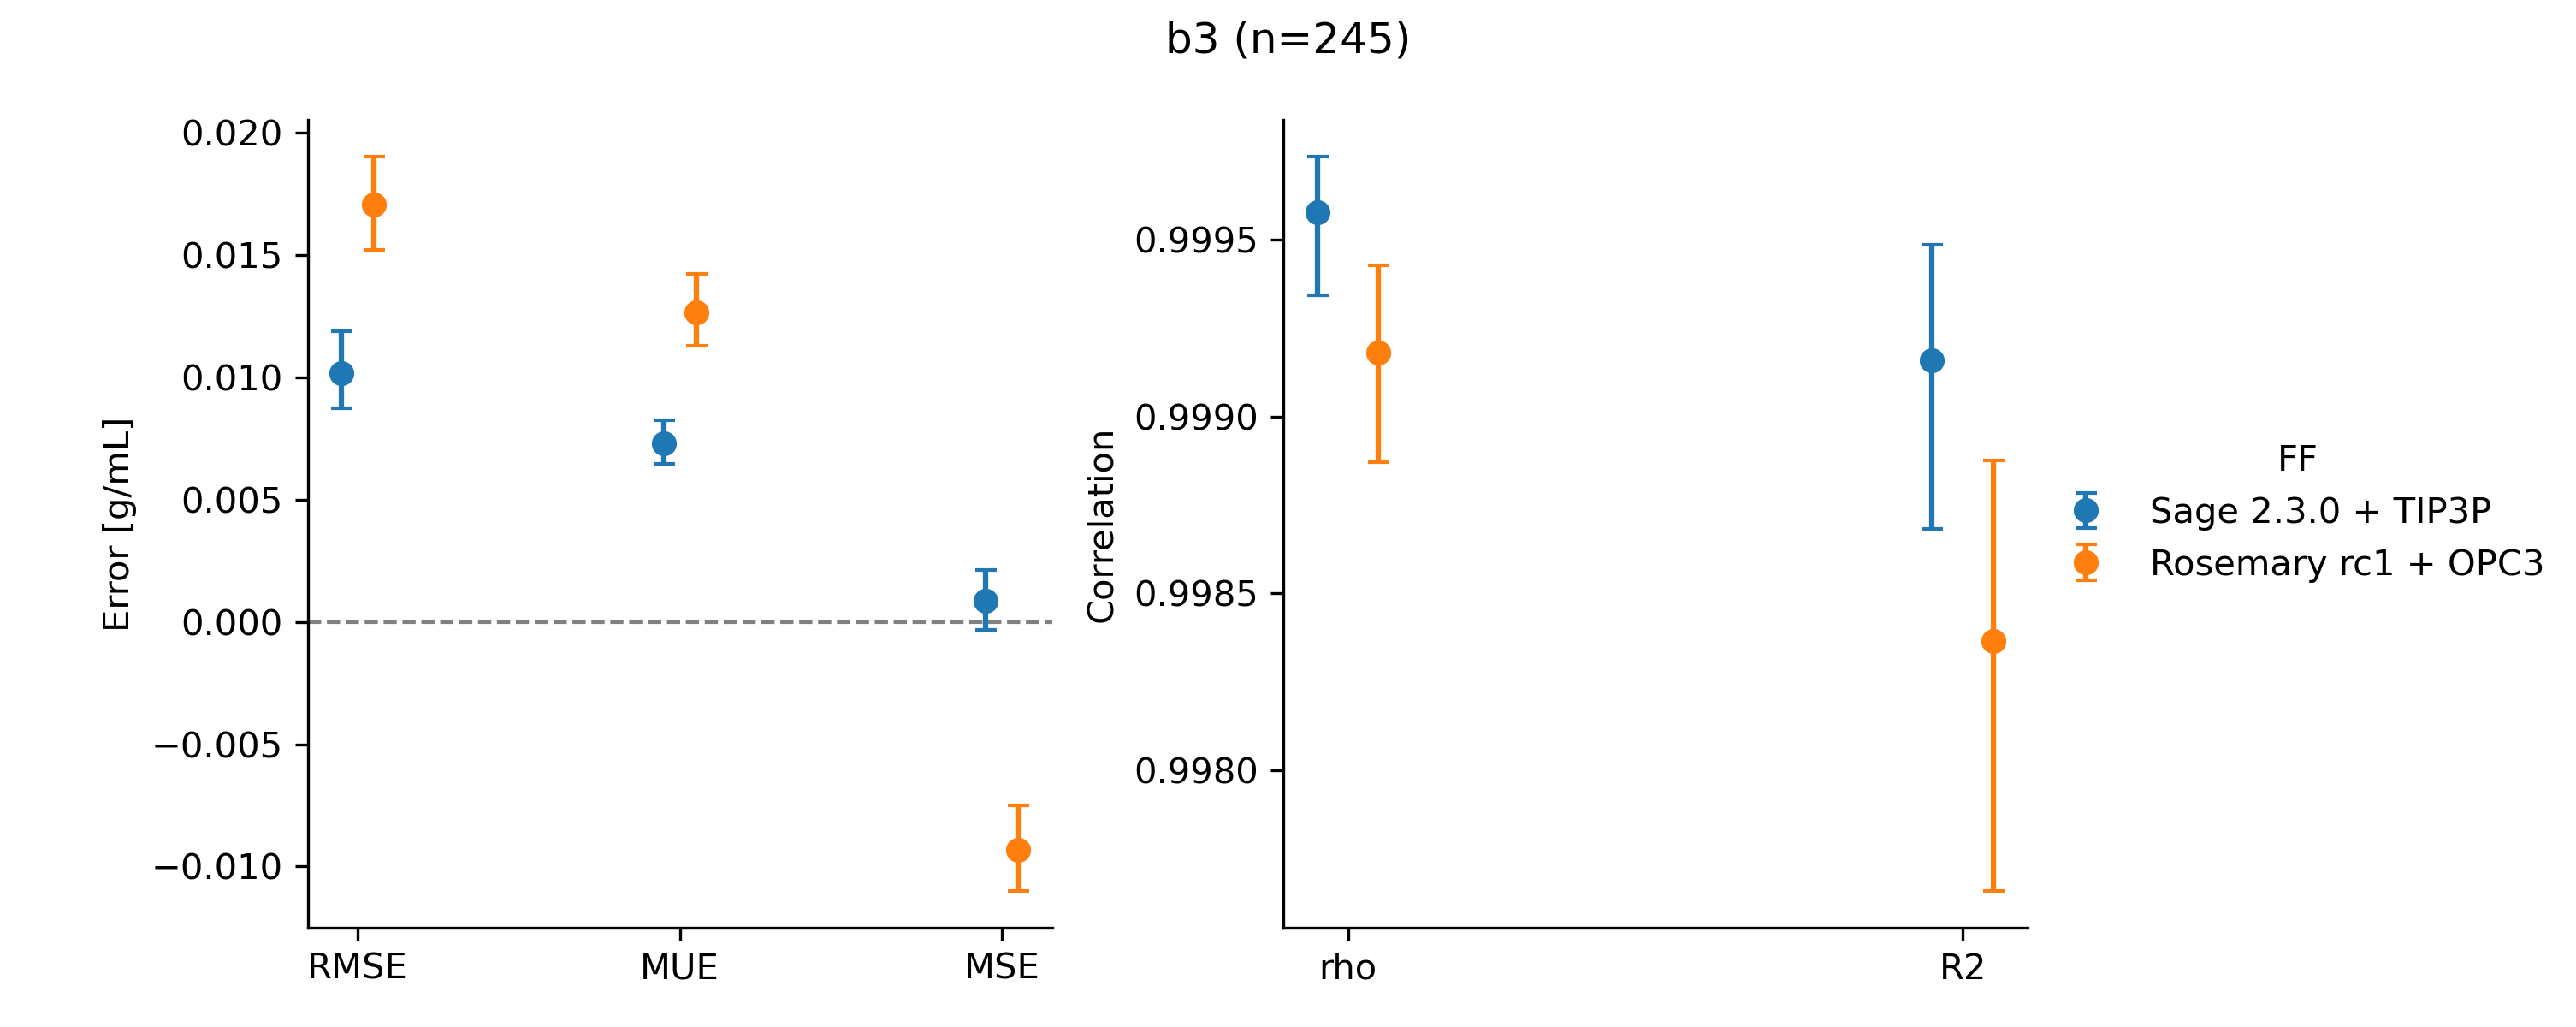 b3 (n=245)
Error [g/mL]
0.020
0.015
0.010
0.005
0.000
−0.005
−0.010
RMSE
MUE
MSE
Correlation
0.9995
0.9990
0.9985
0.9980
rho
R2
FF
Sage 2.3.0 + TIP3P
Rosemary rc1 + OPC3